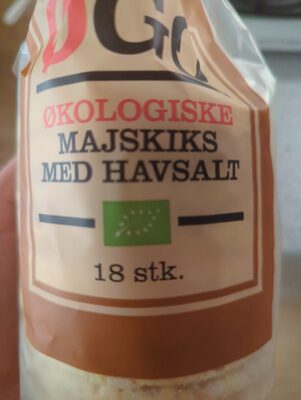 ØGO
ØKOLOGISKE
MAJSKIKS
MED HAVSALT
18 stk.